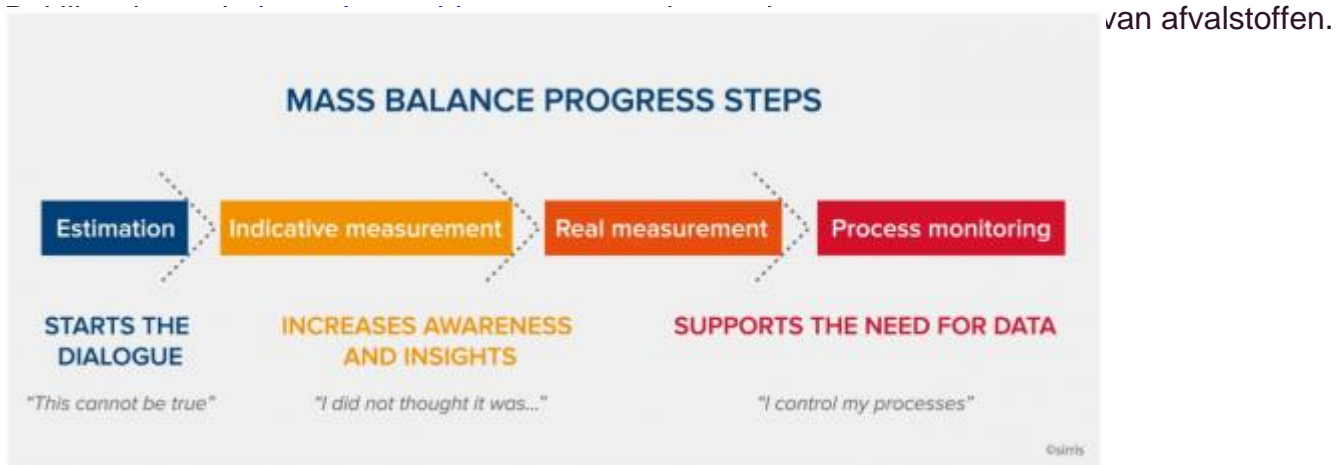 van afvalstoffen.
MASS BALANCE PROGRESS STEPS
Estimation Indicative measurement Real measurement Process monitoring
STARTS THE DIALOGUE
INCREASES AWARENESS AND INSIGHTS
SUPPORTS THE NEED FOR DATA
"This cannot be true" "I did not thought it was..." "I control my processes"
©sirris